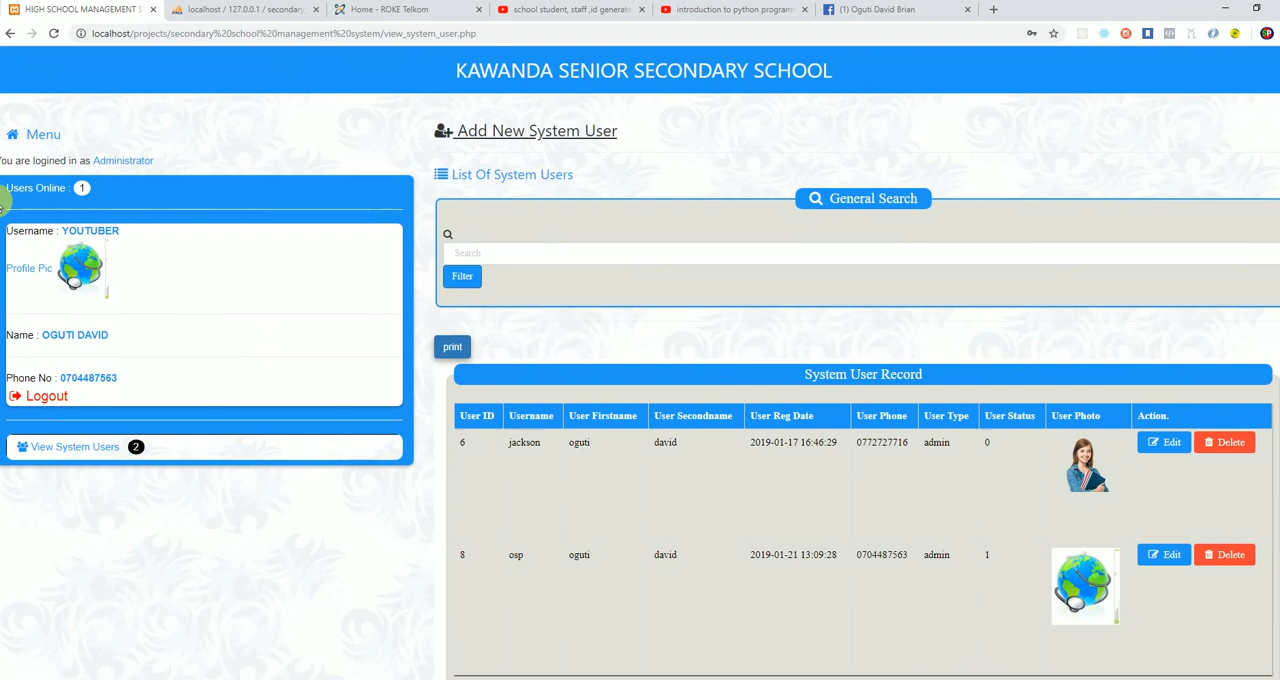 HIGH SCHOOL MANAGEMENT S
localhost / 127.0.0.1 / secondary
Home - ROKE Telkom
school student, staff ,id generate
introduction to python program
(1) Oguti David Brian
localhost/projects/secondary%20school%20management%20system/view_system_user.php
KAWANDA SENIOR SECONDARY SCHOOL
Menu
You are logined in as Administrator
Users Online : 1
Username : YOUTUBER
Profile Pic
Name : OGUTI DAVID
Phone No : 0704487563
Logout
View System Users 2
Add New System User
List Of System Users
General Search
Search
Filter
print
System User Record
User ID Username User Firstname User Secondname User Reg Date User Phone User Type User Status User Photo Action.
6 jackson oguti david 2019-01-17 16:46:29 0772727716 admin 0 Edit Delete
8 osp oguti david 2019-01-21 13:09:28 0704487563 admin 1 Edit Delete